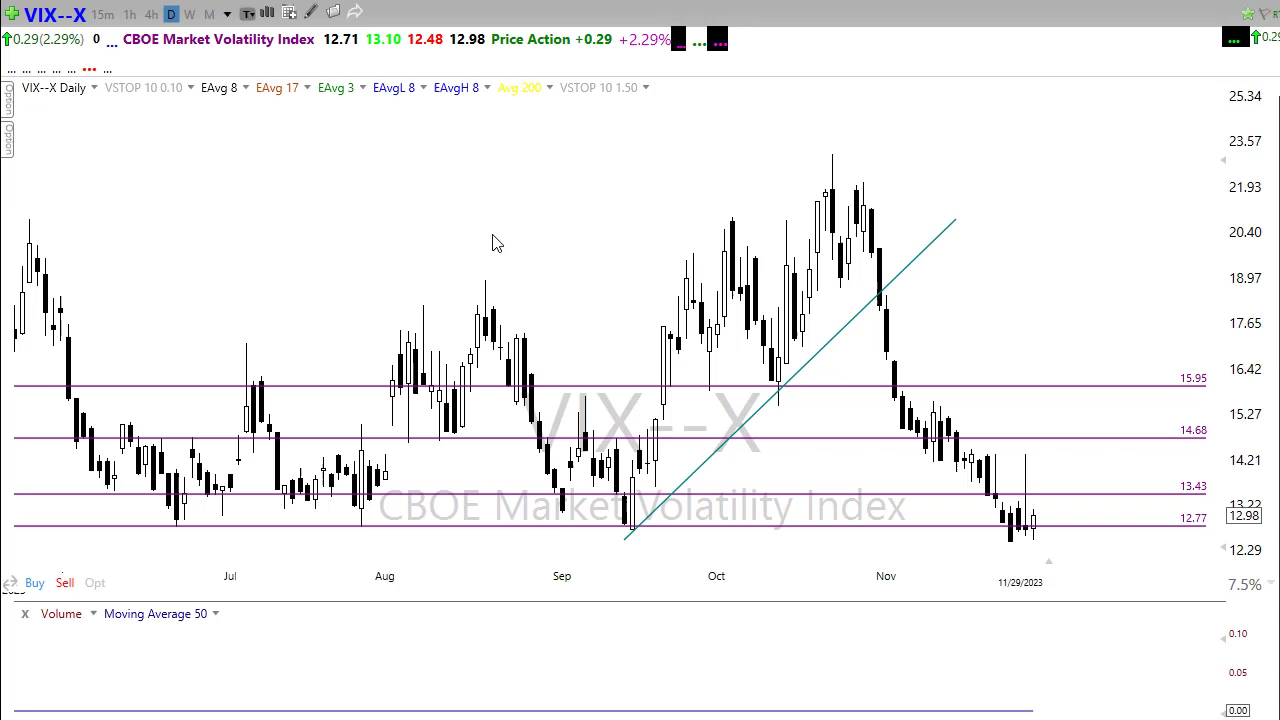 VIX--X 15m 1h 4h D W M T
0.29(2.29%) 0 ... CBOE Market Volatility Index 12.71 13.10 12.48 12.98 Price Action +0.29 +2.29% ... ... ... ... 0.29
... ... ... ... ... ... ...
VIX--X Daily VSTOP 10 0.10 EAvg 8 EAvg 17 EAvg 3 EAvgL 8 EAvgH 8 Avg 200 VSTOP 10 1.50
Option
Option
25.34
23.57
21.93
20.40
18.97
17.65
16.42
15.95
15.27
14.68
14.21
13.43
13.22
12.98
12.77
12.29
VIX--X
CBOE Market Volatility Index
Jul Aug Sep Oct Nov 11/29/2023
Buy Sell Opt 7.5%
X Volume Moving Average 50
0.10
0.05
0.00